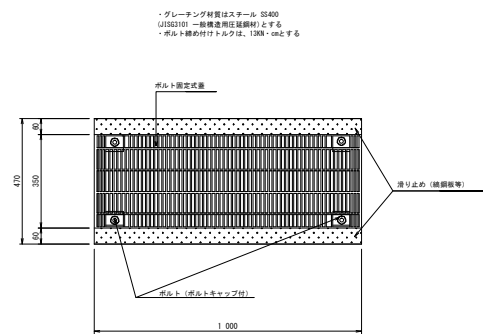 ・グレーチング材質はスチール SS400
(JISG3101 一般構造用圧延鋼材)とする
・ボルト締め付けトルクは、13KN・cmとする
ボルト固定式蓋
60
470
350
60
滑り止め（縞鋼板等）
ボルト（ボルトキャップ付）
1 000